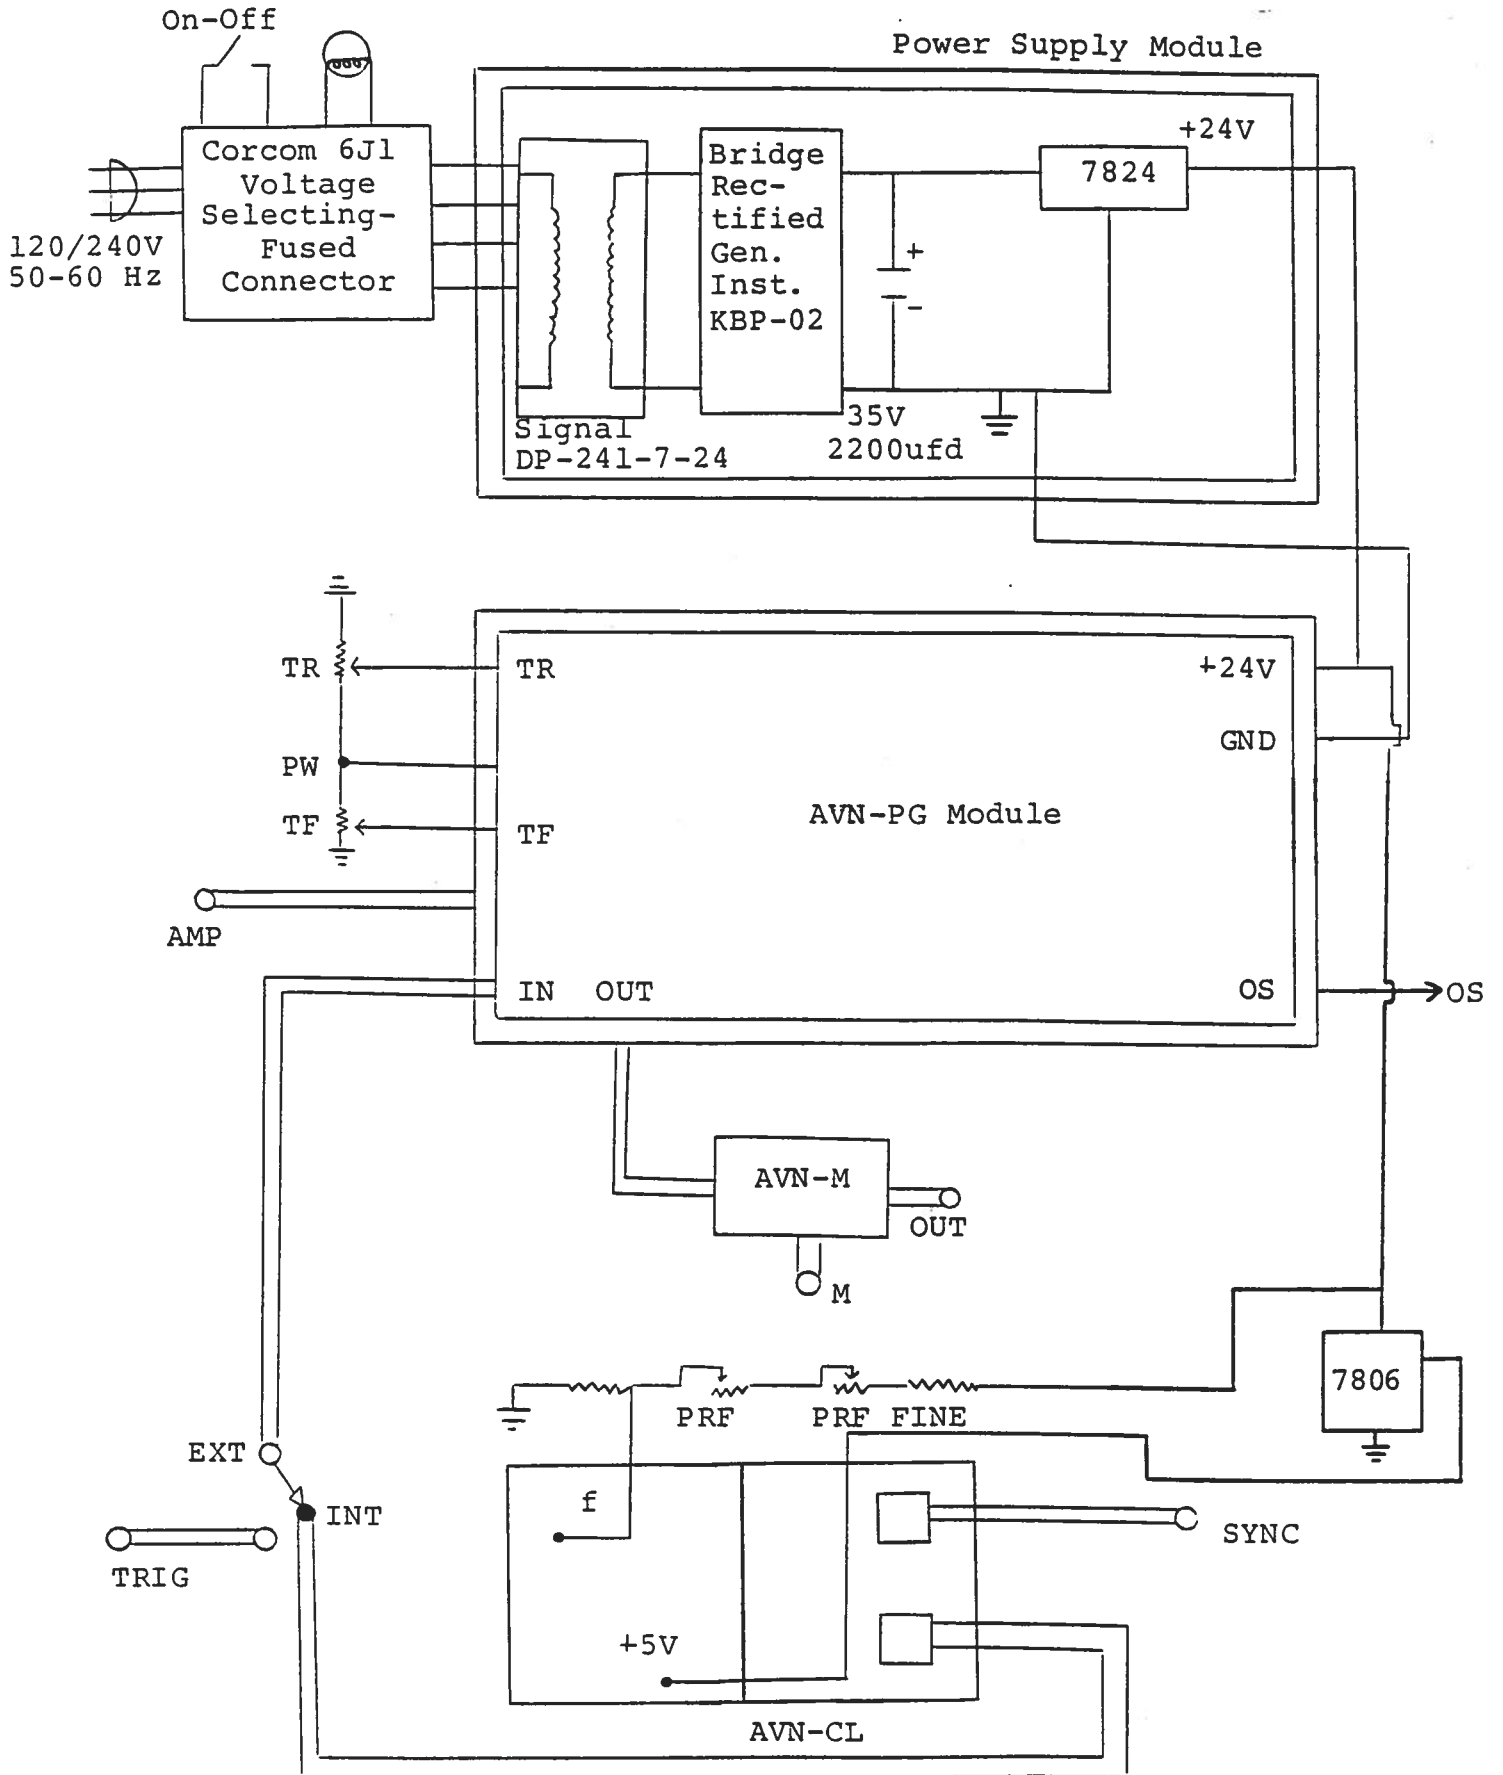 On-Off
Power Supply Module
Corcom 6J1
Voltage
Selecting-
Fused
Connector
120/240V
50-60 Hz
Bridge
Rec-
tified
Gen.
Inst.
KBP-02
+24V
7824
+
-
35V
2200ufd
Signal
DP-241-7-24
TR
TR
+24V
PW
GND
TF
TF
AVN-PG Module
AMP
IN
OUT
OS
OS
AVN-M
OUT
M
7806
PRF
PRF FINE
EXT
INT
TRIG
f
SYNC
+5V
AVN-CL